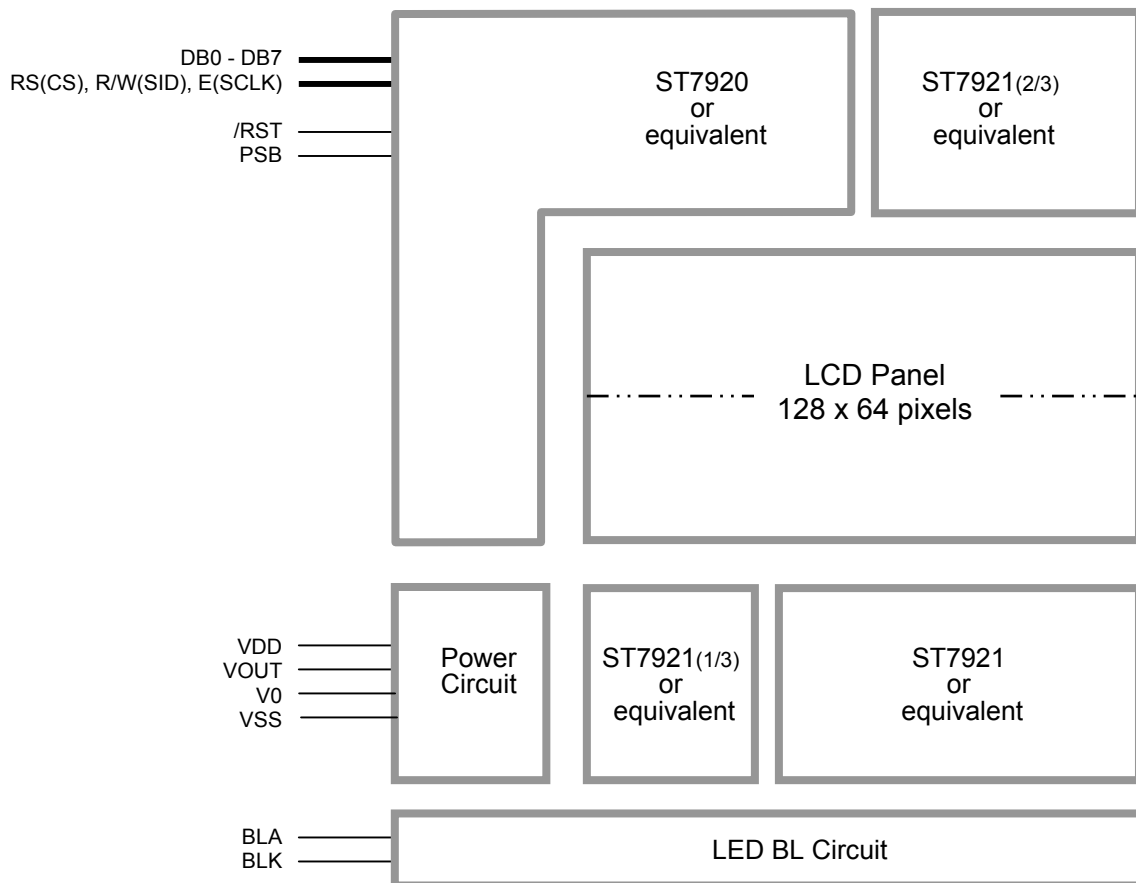 DB0 - DB7
RS(CS), R/W(SID), E(SCLK)
/RST
PSB
ST7920
or
equivalent
ST7921(2/3)
or
equivalent
LCD Panel
128 x 64 pixels
VDD
VOUT
V0
VSS
Power
Circuit
ST7921(1/3)
or
equivalent
ST7921
or
equivalent
BLA
BLK
LED BL Circuit